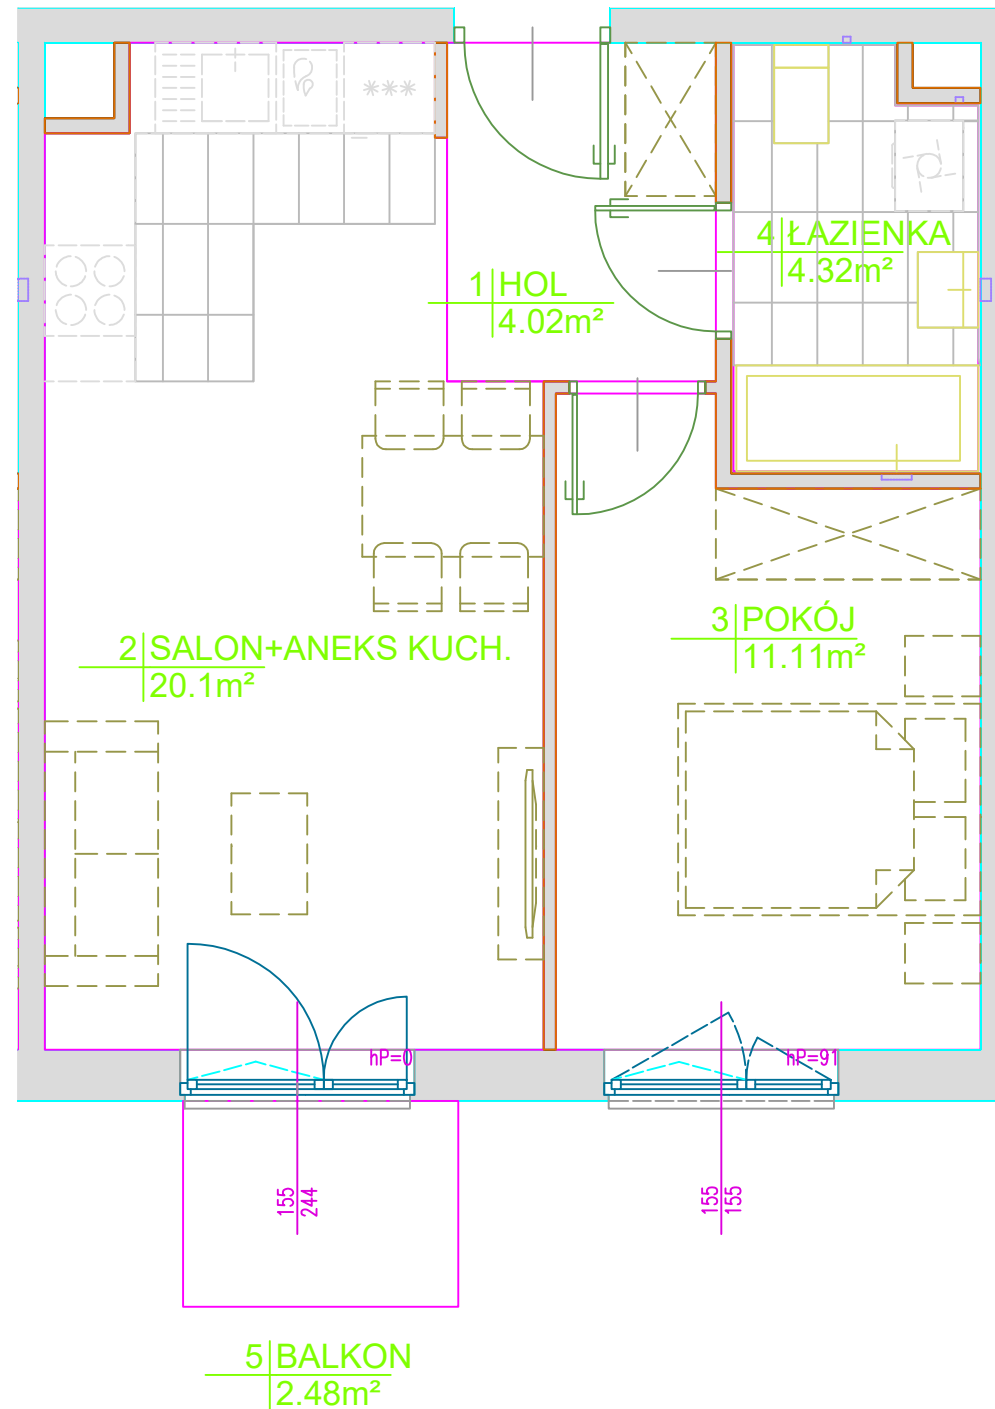 4 ŁAZIENKA
4.32m²
1 HOL
4.02m²
3 POKÓJ
11.11m²
2 SALON+ANEKS KUCH.
20.1m²
hP=0
hP=91
155
244
155
155
5 BALKON
2.48m²